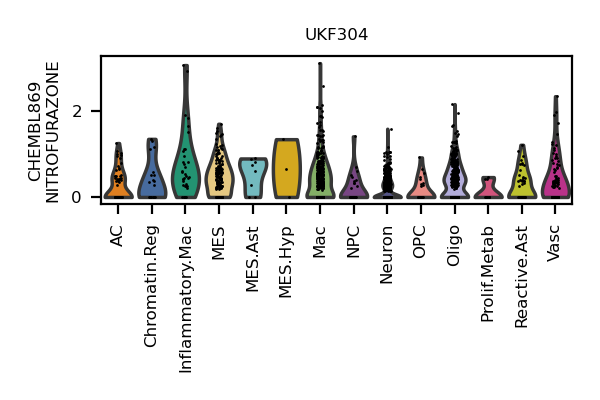 UKF304
CHEMBL869
NITROFURAZONE
2
0
AC
Chromatin.Reg
Inflammatory.Mac
MES
MES.Ast
MES.Hyp
Mac
NPC
Neuron
OPC
Oligo
Prolif.Metab
Reactive.Ast
Vasc